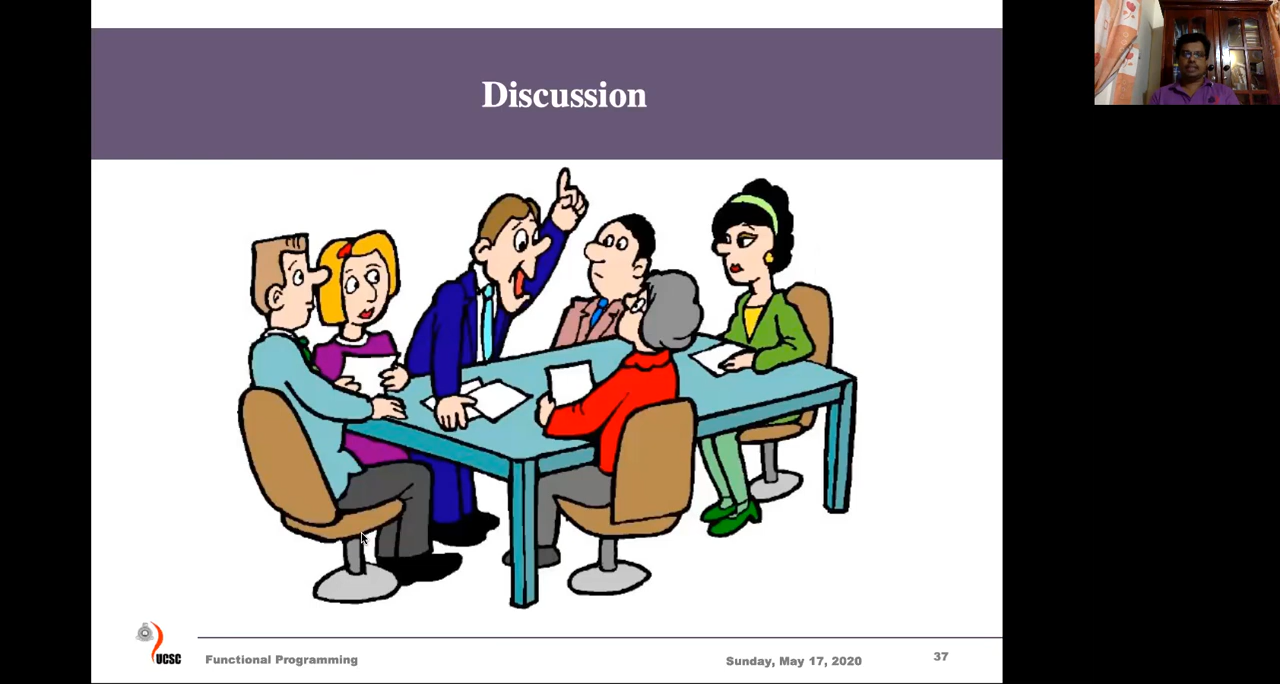 Discussion
UCSC
Functional Programming
Sunday, May 17, 2020
37